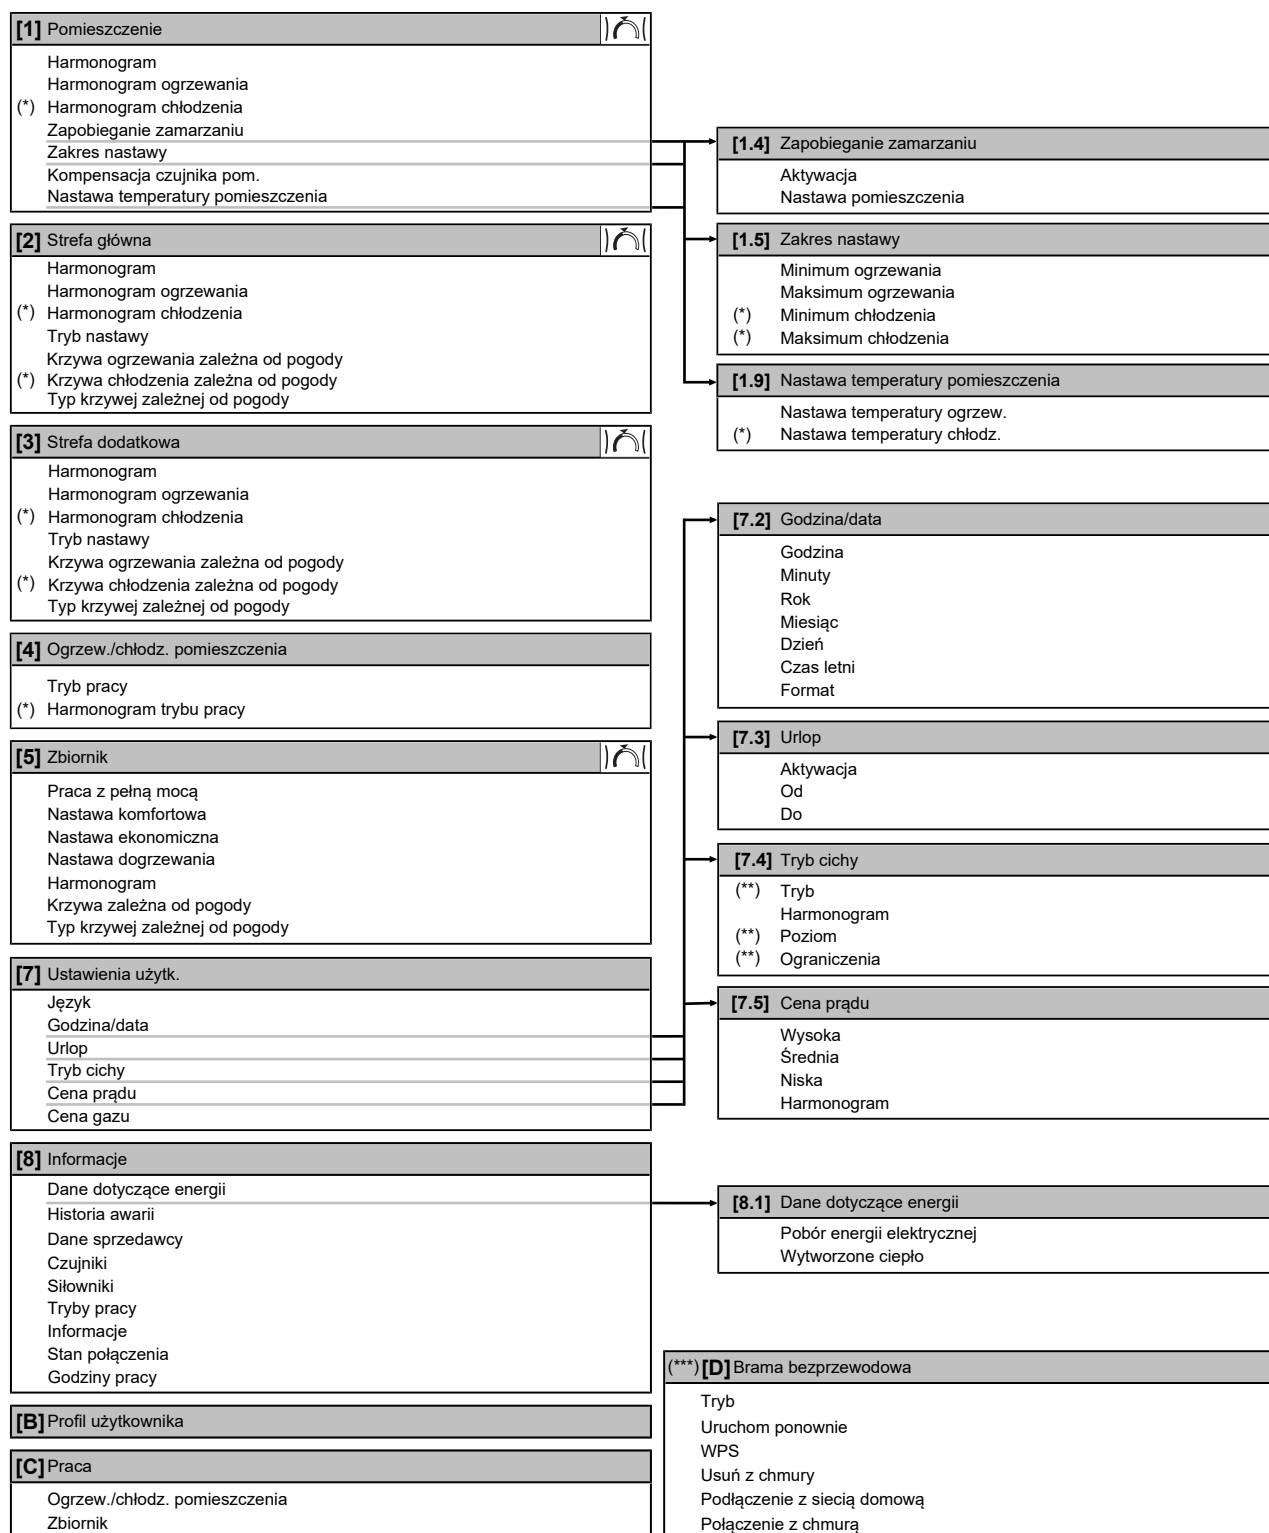 [1] Pomieszczenie
Harmonogram
Harmonogram ogrzewania
(*) Harmonogram chłodzenia
Zapobieganie zamarzaniu
Zakres nastawy
Kompensacja czujnika pom.
Nastawa temperatury pomieszczenia
[2] Strefa główna
Harmonogram
Harmonogram ogrzewania
(*) Harmonogram chłodzenia
Tryb nastawy
Krzywa ogrzewania zależna od pogody
(*) Krzywa chłodzenia zależna od pogody
Typ krzywej zależnej od pogody
[3] Strefa dodatkowa
Harmonogram
Harmonogram ogrzewania
(*) Harmonogram chłodzenia
Tryb nastawy
Krzywa ogrzewania zależna od pogody
(*) Krzywa chłodzenia zależna od pogody
Typ krzywej zależnej od pogody
[4] Ogrzew./chłodz. pomieszczenia
Tryb pracy
(*) Harmonogram trybu pracy
[5] Zbiornik
Praca z pełną mocą
Nastawa komfortowa
Nastawa ekonomiczna
Nastawa dogrzewania
Harmonogram
Krzywa zależna od pogody
Typ krzywej zależnej od pogody
[7] Ustawienia użytk.
Język
Godzina/data
Urlop
Tryb cichy
Cena prądu
Cena gazu
[8] Informacje
Dane dotyczące energii
Historia awarii
Dane sprzedawcy
Czujniki
Siłowniki
Tryby pracy
Informacje
Stan połączenia
Godziny pracy
[B] Profil użytkownika
[C] Praca
Ogrzew./chłodz. pomieszczenia
Zbiornik
[1.4] Zapobieganie zamarzaniu
Aktywacja
Nastawa pomieszczenia
[1.5] Zakres nastawy
Minimum ogrzewania
Maksimum ogrzewania
(*) Minimum chłodzenia
(*) Maksimum chłodzenia
[1.9] Nastawa temperatury pomieszczenia
Nastawa temperatury ogrzew.
(*) Nastawa temperatury chłodz.
[7.2] Godzina/data
Godzina
Minuty
Rok
Miesiąc
Dzień
Czas letni
Format
[7.3] Urlop
Aktywacja
Od
Do
[7.4] Tryb cichy
(**) Tryb
Harmonogram
(**) Poziom
(**) Ograniczenia
[7.5] Cena prądu
Wysoka
Średnia
Niska
Harmonogram
[8.1] Dane dotyczące energii
Pobór energii elektrycznej
Wytworzone ciepło
(***) [D] Brama bezprzewodowa
Tryb
Uruchom ponownie
WPS
Usuń z chmury
Podłączenie z siecią domową
Połączenie z chmurą